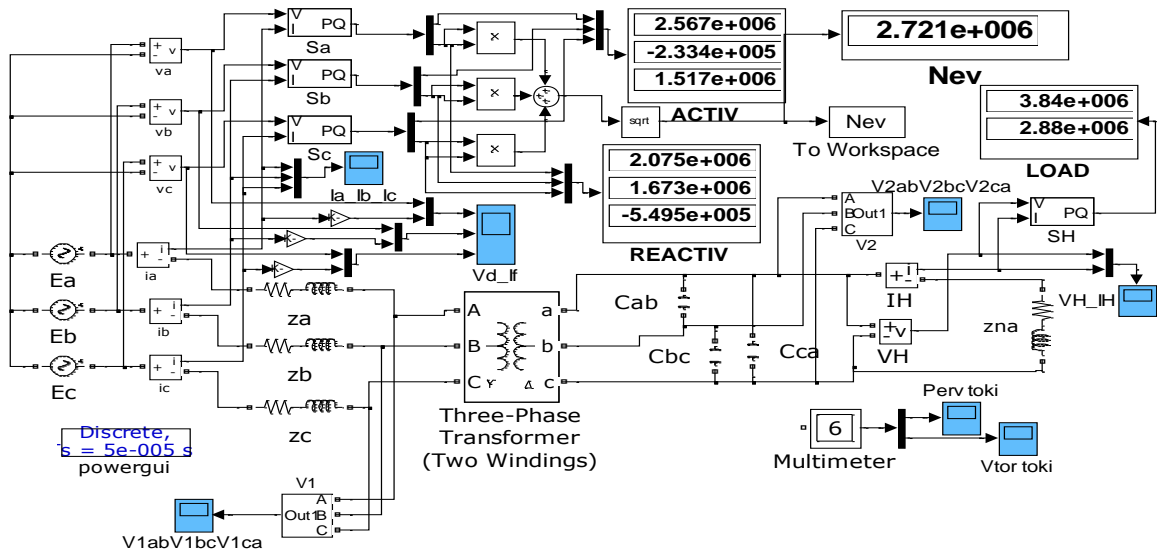 V
I
PQ
Sa
V
I
PQ
Sb
V
I
PQ
Sc
v
va
v
vb
v
vc
Ia_Ib_Ic
K-
K-
K-
Vd_If
×
×
×
sqrt
2.567e+006
-2.334e+005
1.517e+006
ACTIV
2.721e+006
Nev
Nev
To Workspace
3.84e+006
2.88e+006
LOAD
2.075e+006
1.673e+006
-5.495e+005
REACTIV
V2abV2bcV2ca
A
B
C
Out1
V2
V
I
PQ
SH
Ea
Eb
Ec
i
ia
i
ib
i
ic
za
zb
zc
A
B
C
a
b
c
Three-Phase
Transformer
(Two Windings)
Cab
Cbc
Cca
i
IH
v
VH
zna
VH_IH
Discrete,
s = 5e-005 s
powergui
V1
Out1
A
B
C
V1abV1bcV1ca
6
Multimeter
Perv toki
Vtor toki